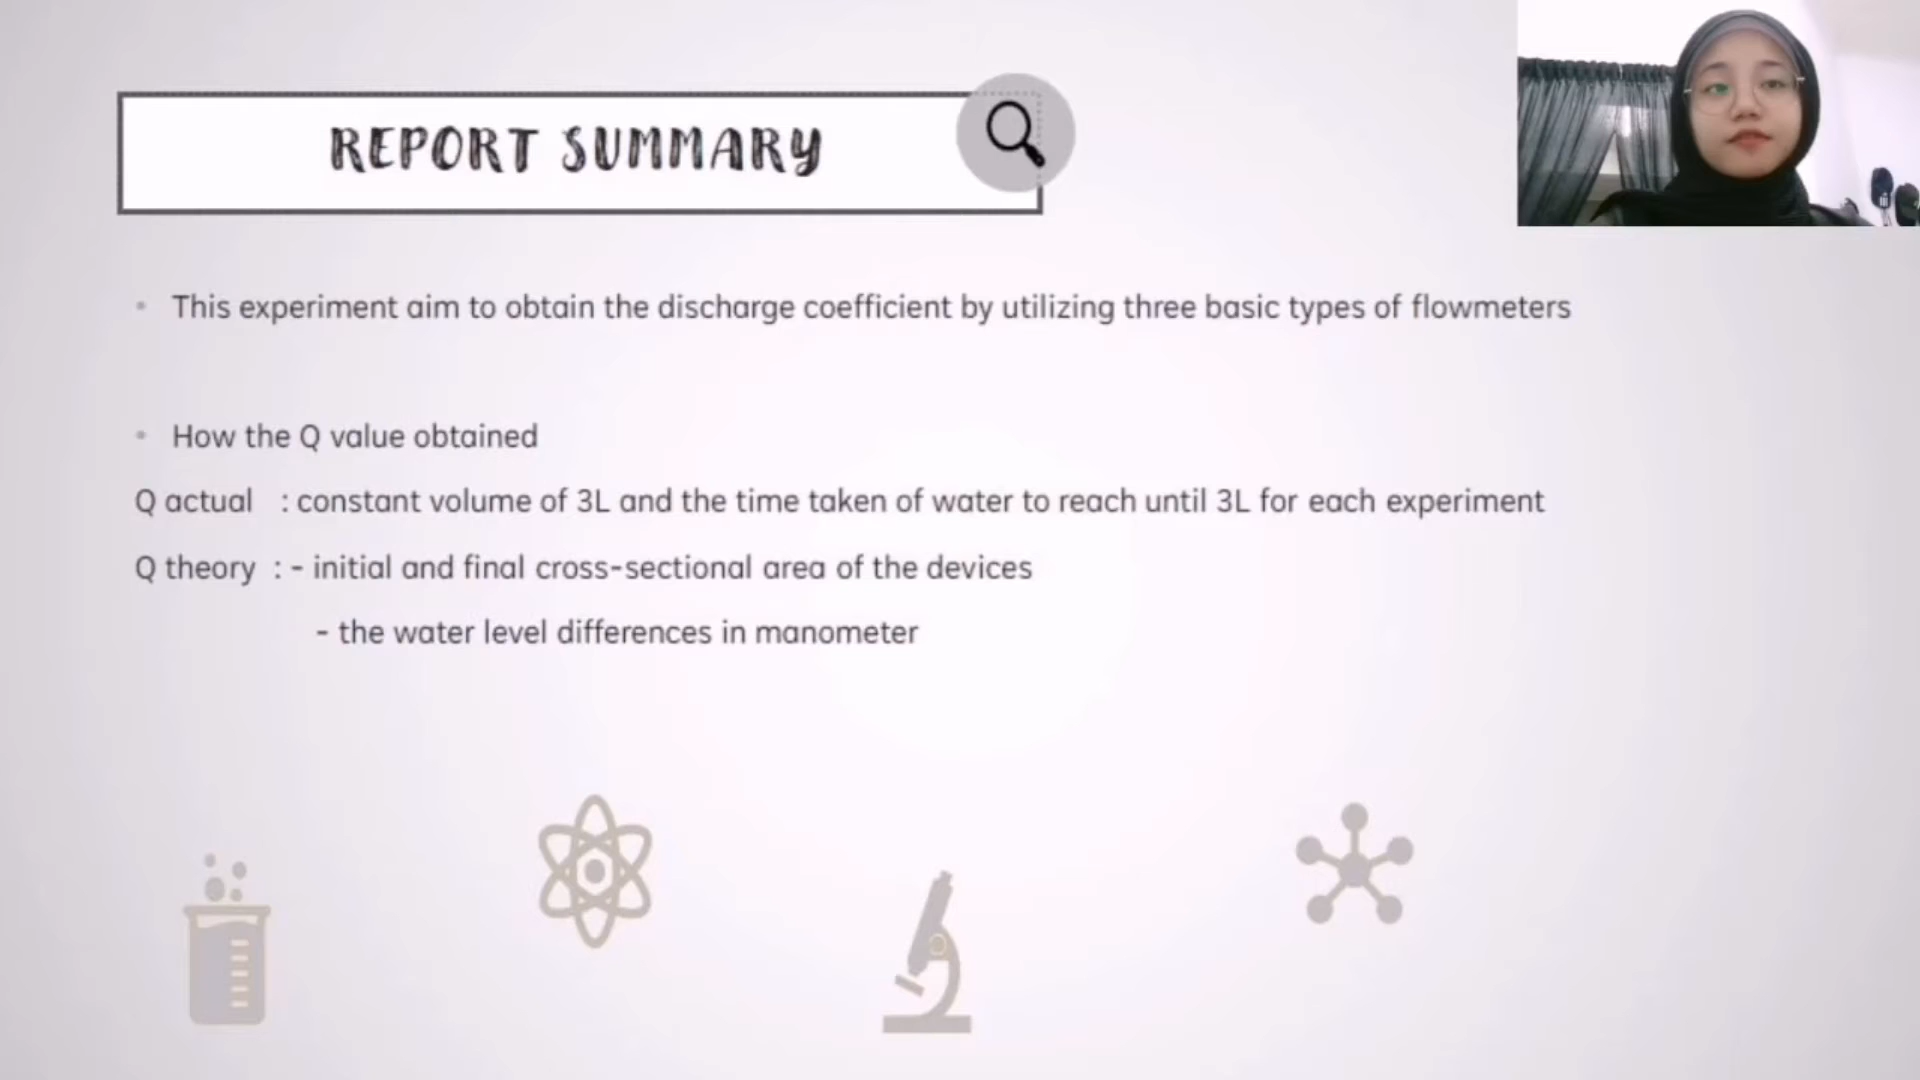 REPORT SUMMARY
• This experiment aim to obtain the discharge coefficient by utilizing three basic types of flowmeters
• How the Q value obtained
Q actual : constant volume of 3L and the time taken of water to reach until 3L for each experiment
Q theory : - initial and final cross-sectional area of the devices
- the water level differences in manometer